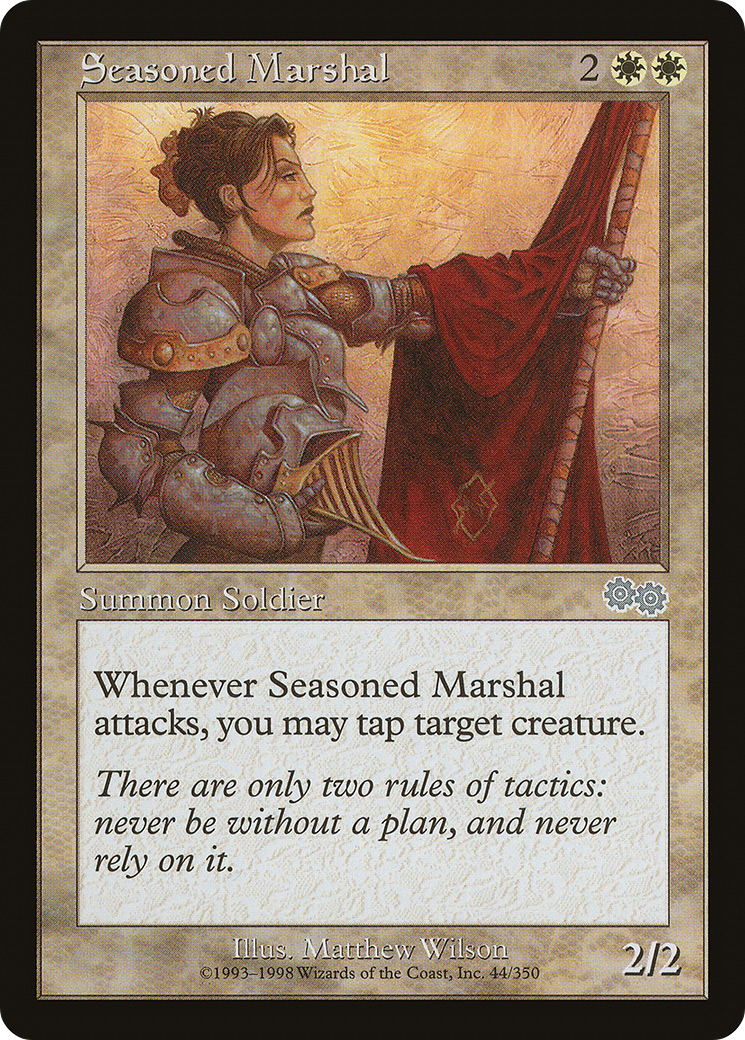 Seasoned Marshal 2
Summon Soldier
Whenever Seasoned Marshal
attacks, you may tap target creature.
There are only two rules of tactics:
never be without a plan, and never
rely on it.
Illus. Matthew Wilson
©1993–1998 Wizards of the Coast, Inc. 44/350
2/2